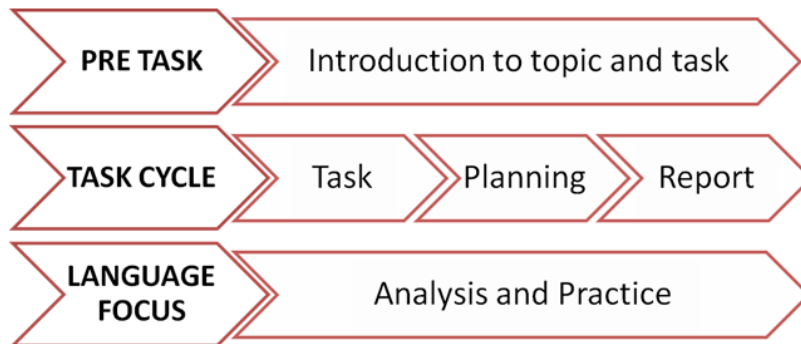 PRE TASK
Introduction to topic and task
TASK CYCLE
Task
Planning
Report
LANGUAGE
FOCUS
Analysis and Practice